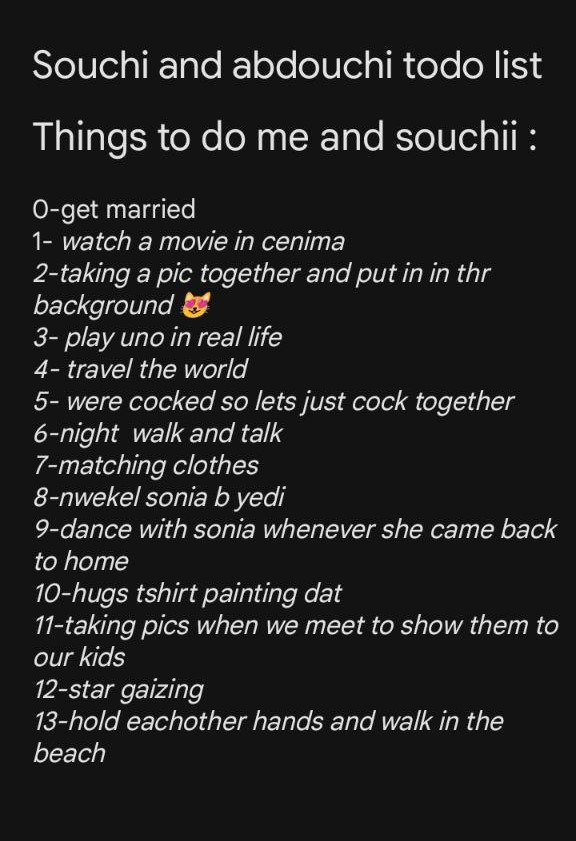 Souchi and abdouchi todo list
Things to do me and souchii :
0-get married
1- watch a movie in cenima
2-taking a pic together and put in in thr
background 😻
3- play uno in real life
4- travel the world
5- were cocked so lets just cock together
6-night  walk and talk
7-matching clothes
8-nwekel sonia b yedi
9-dance with sonia whenever she came back
to home
10-hugs tshirt painting dat
11-taking pics when we meet to show them to
our kids
12-star gaizing
13-hold eachother hands and walk in the
beach